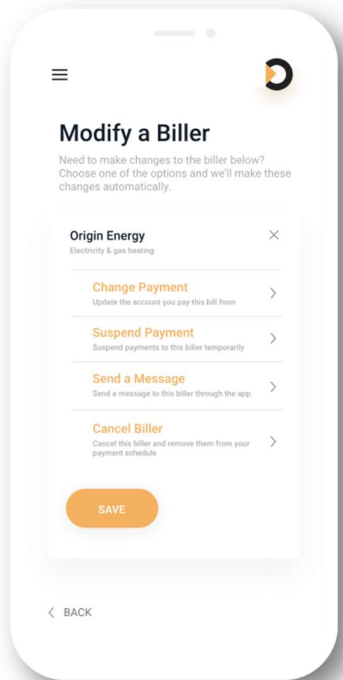 Modify a Biller
Need to make changes to the biller below?
Choose one of the options and we'll make these
changes automatically.
Origin Energy
Electricity & gas heating
Change Payment
Update the account you pay this bill from
Suspend Payment
Suspend payments to this biller temporarily
Send a Message
Send a message to this biller through the app
Cancel Biller
Cancel this biller and remove them from your
payment schedule
SAVE
BACK